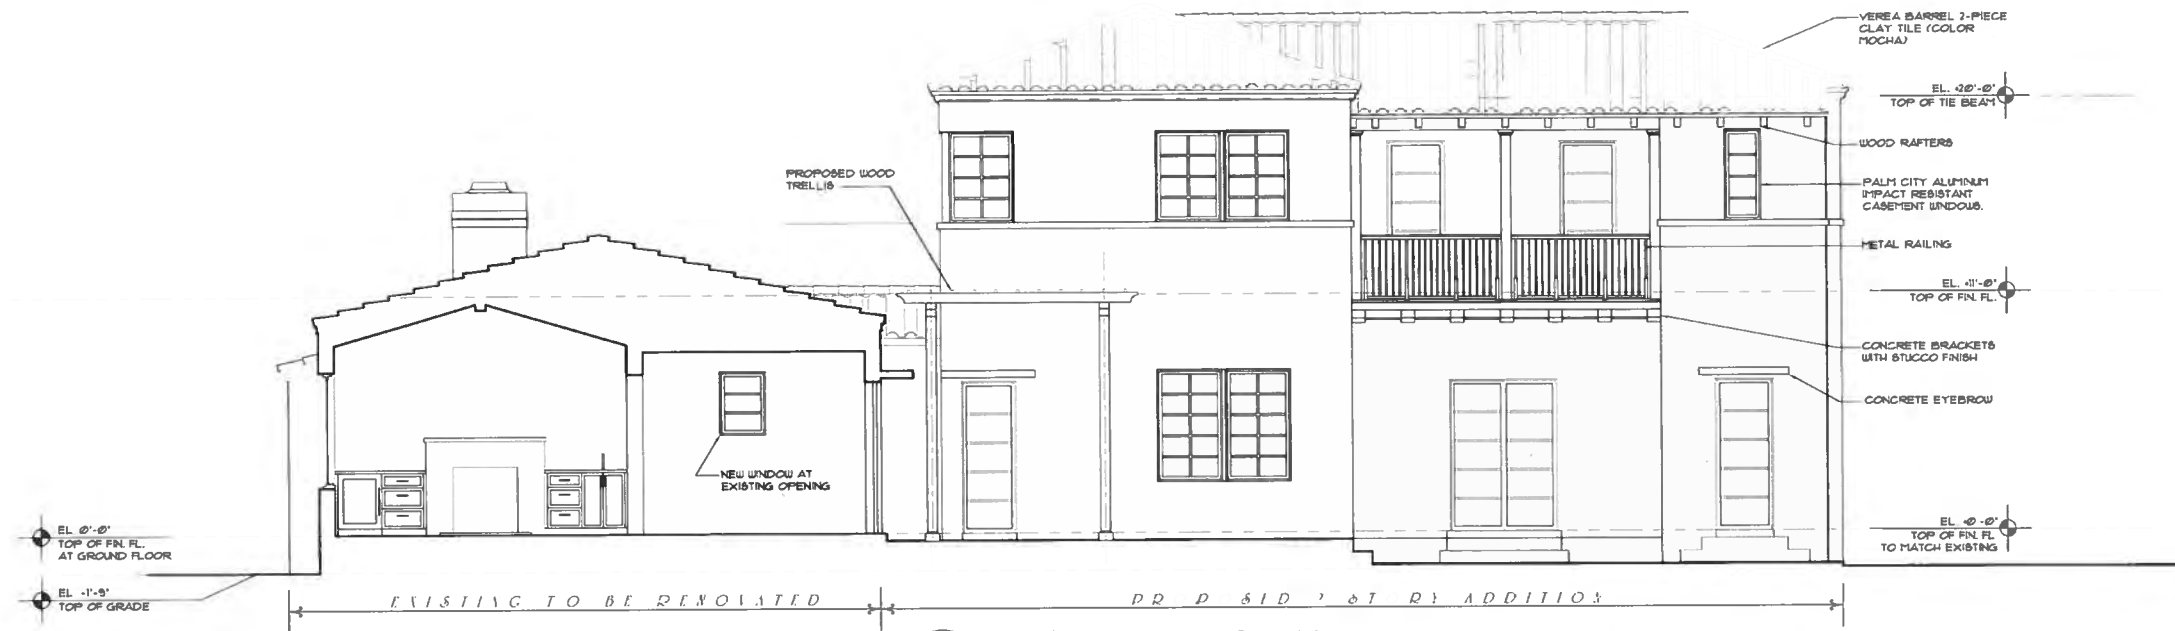 VEREA BARREL 2-PIECE
CLAY TILE (COLOR
MOCHA)
EL. +20'-0"
TOP OF TIE BEAM
WOOD RAFTERS
PROPOSED WOOD
TRELLIS
PALM CITY ALUMINUM
IMPACT RESISTANT
CASEMENT WINDOWS.
METAL RAILING
EL. +11'-0"
TOP OF FIN. FL.
CONCRETE BRACKETS
WITH STUCCO FINISH
CONCRETE EYEBROW
NEW WINDOW AT
EXISTING OPENING
EL 0'-0"
TOP OF FIN. FL.
AT GROUND FLOOR
EL +0'-0"
TOP OF FIN. FL
TO MATCH EXISTING
EL -1'-9"
TOP OF GRADE
EXISTING TO BE RENOVATED
ADDITION